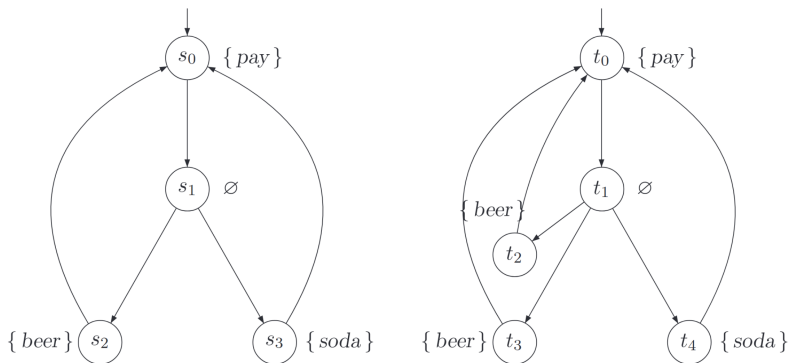 s₀ { pay } t₀ { pay }
s₁ ∅ t₁ ∅
{ beer }
t₂
{ beer } s₂ s₃ { soda } { beer } t₃ t₄ { soda }